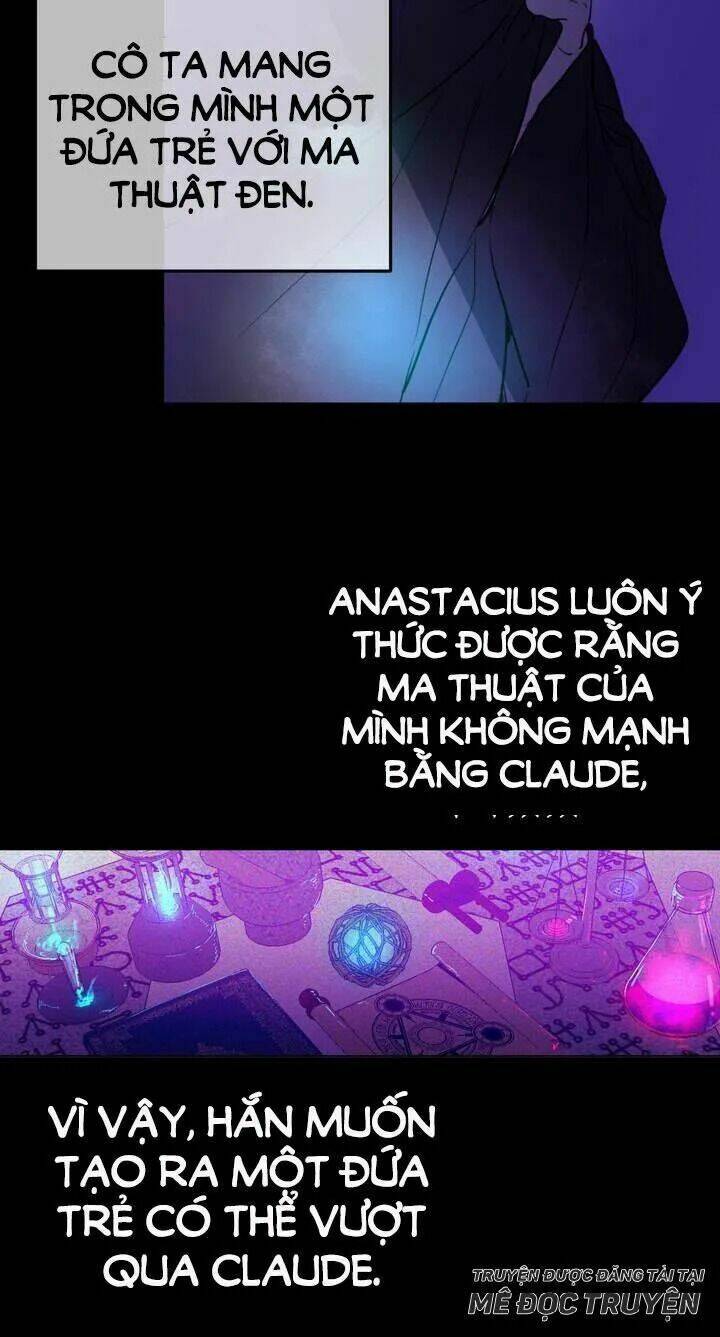 CÔ TA MANG
TRONG MÌNH MỘT
ĐỨA TRẺ VỚI MA
THUẬT ĐEN.
ANASTACIUS LUÔN Ý
THỨC ĐƯỢC RẰNG
MA THUẬT CỦA
MÌNH KHÔNG MẠNH
BẰNG CLAUDE,
VÌ VẬY, HẮN MUỐN
TẠO RA MỘT ĐỨA
TRẺ CÓ THỂ VƯỢT
QUA CLAUDE.
TRUYỆN ĐƯỢC ĐĂNG TẢI TẠI
MÊ ĐỌC TRUYỆN